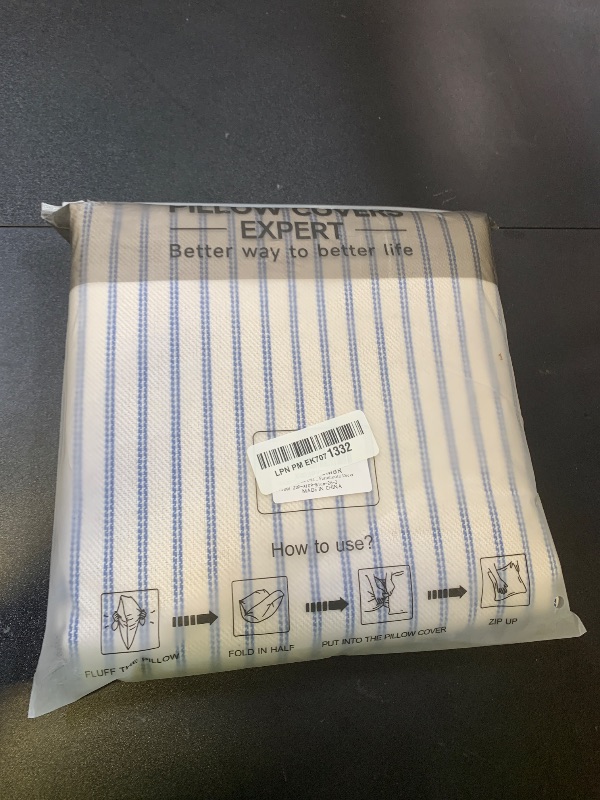 PILLOW COVERS
EXPERT
Better way to better life
LPN PM EK707 1332
MADE IN CHINA
How to use?
FLUFF THE PILLOW
FOLD IN HALF
PUT INTO THE PILLOW COVER
ZIP UP